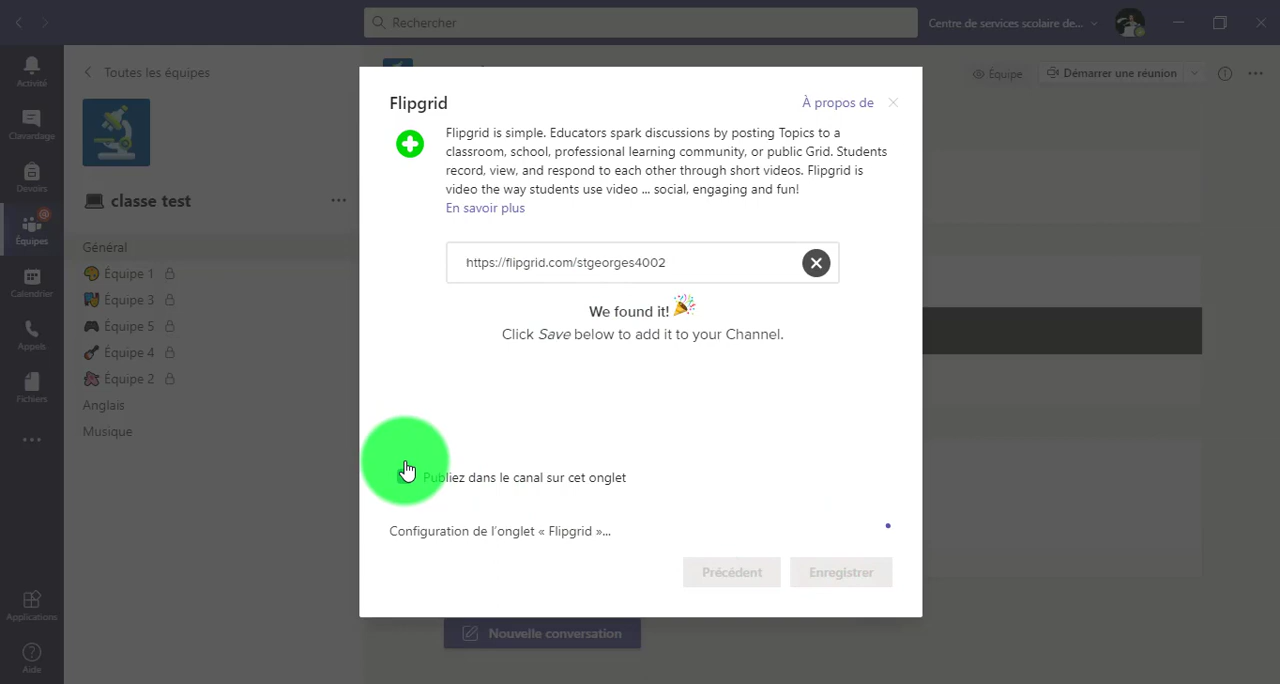 Rechercher
Centre de services scolaire de...
Activité
Conversation
Devoirs
Équipes
Calendrier
Appels
Fichiers
Applications
Aide
Toutes les équipes
classe test
Général
Équipe 1
Équipe 3
Équipe 5
Équipe 4
Équipe 2
Anglais
Musique
Équipe
Démarrer une réunion
Flipgrid
À propos de
Flipgrid is simple. Educators spark discussions by posting Topics to a
classroom, school, professional learning community, or public Grid. Students
record, view, and respond to each other through short videos. Flipgrid is
video the way students use video ... social, engaging and fun!
En savoir plus
https://flipgrid.com/stgeorges4002
We found it!
Click Save below to add it to your Channel.
Publiez dans le canal sur cet onglet
Configuration de l'onglet « Flipgrid »...
Précédent
Enregistrer
Nouvelle conversation